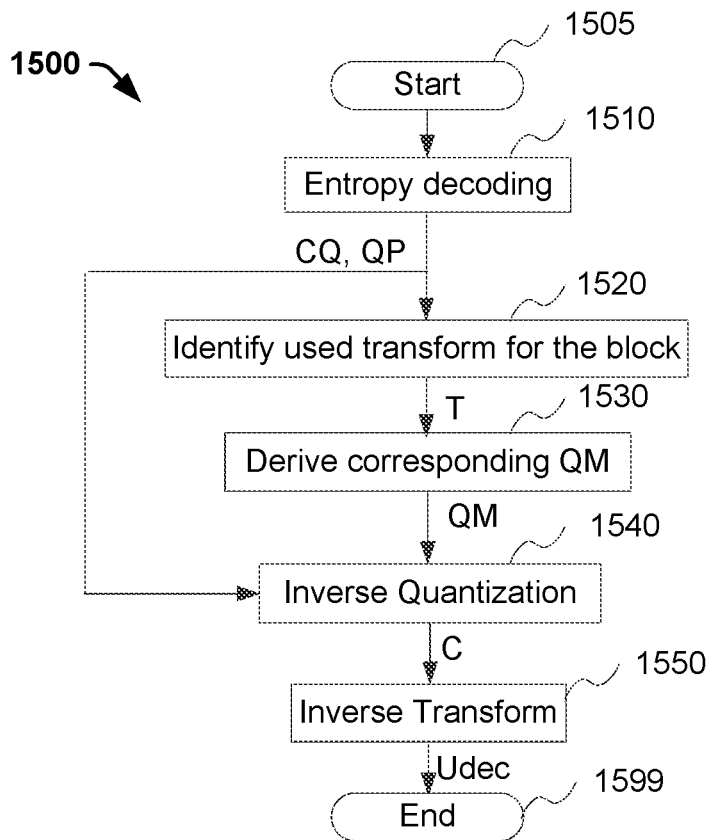 1505
1500
Start
1510
Entropy decoding
CQ, QP
1520
Identify used transform for the block
T
1530
Derive corresponding QM
QM
1540
Inverse Quantization
C
1550
Inverse Transform
Udec
1599
End